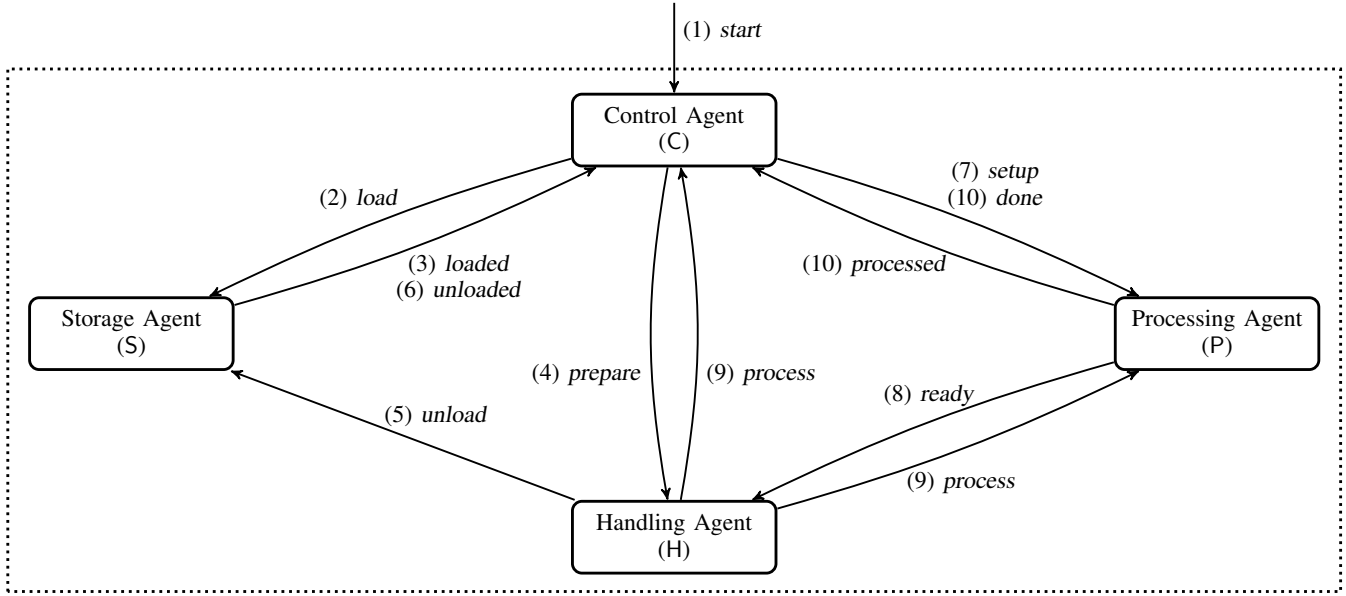 (1) start
Control Agent
(C)
(2) load
(7) setup
(10) done
(3) loaded
(6) unloaded
(10) processed
Storage Agent
(S)
Processing Agent
(P)
(4) prepare
(9) process
(8) ready
(5) unload
(9) process
Handling Agent
(H)